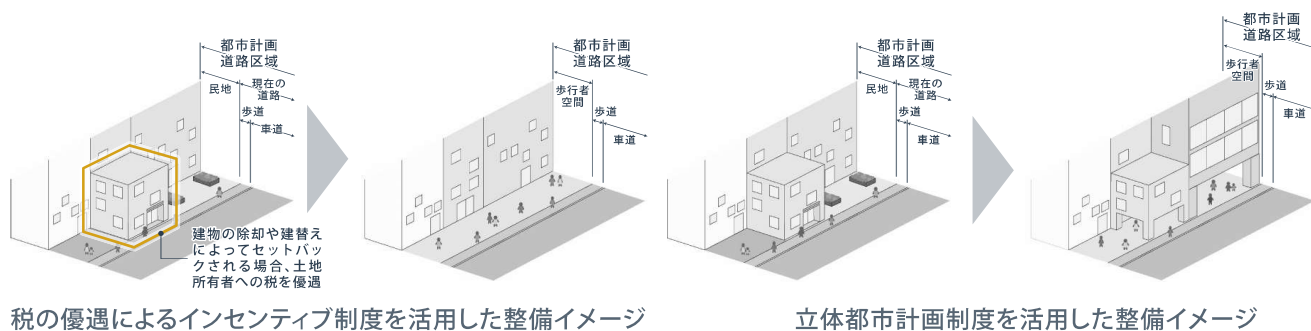 都市計画
道路区域
民地
現在の
道路
歩道
車道
建物の除却や建替え
によってセットバッ
クされる場合、土地
所有者への税を優遇
都市計画
道路区域
歩行者
空間
歩道
車道
税の優遇によるインセンティブ制度を活用した整備イメージ
都市計画
道路区域
民地
現在の
道路
歩道
車道
都市計画
道路区域
歩行者
空間
歩道
車道
立体都市計画制度を活用した整備イメージ